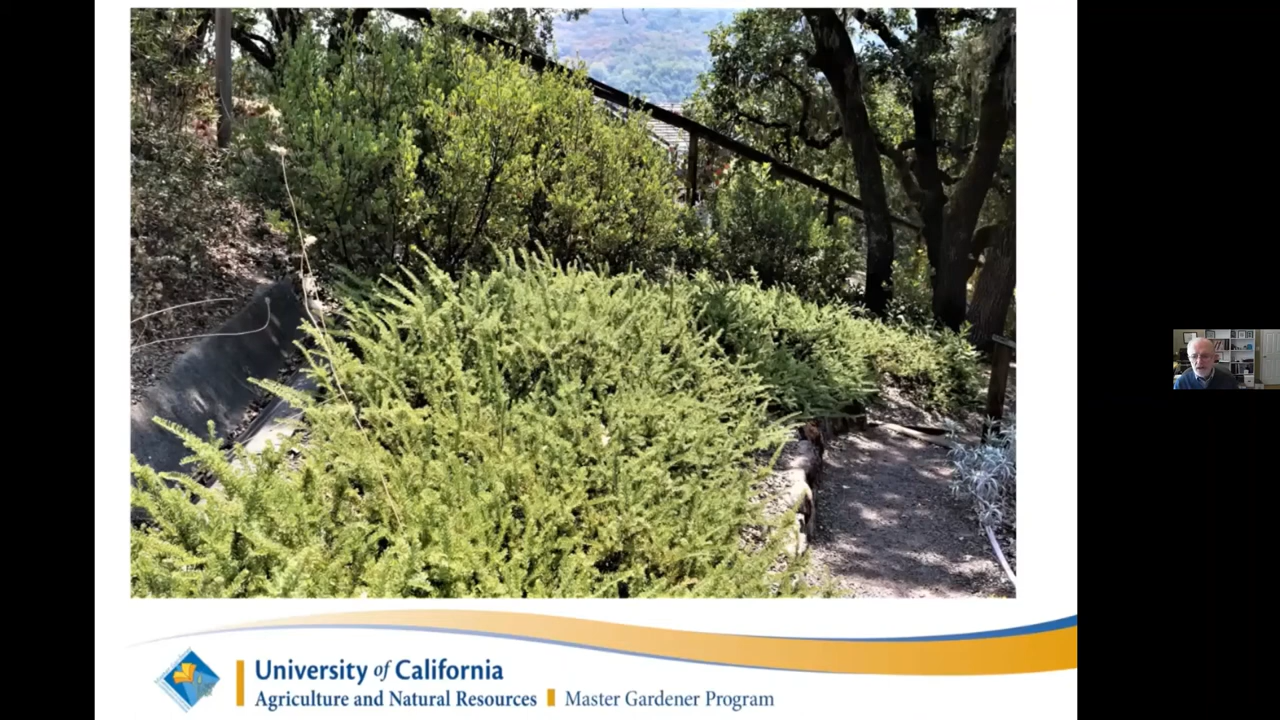 University of California
Agriculture and Natural Resources Master Gardener Program